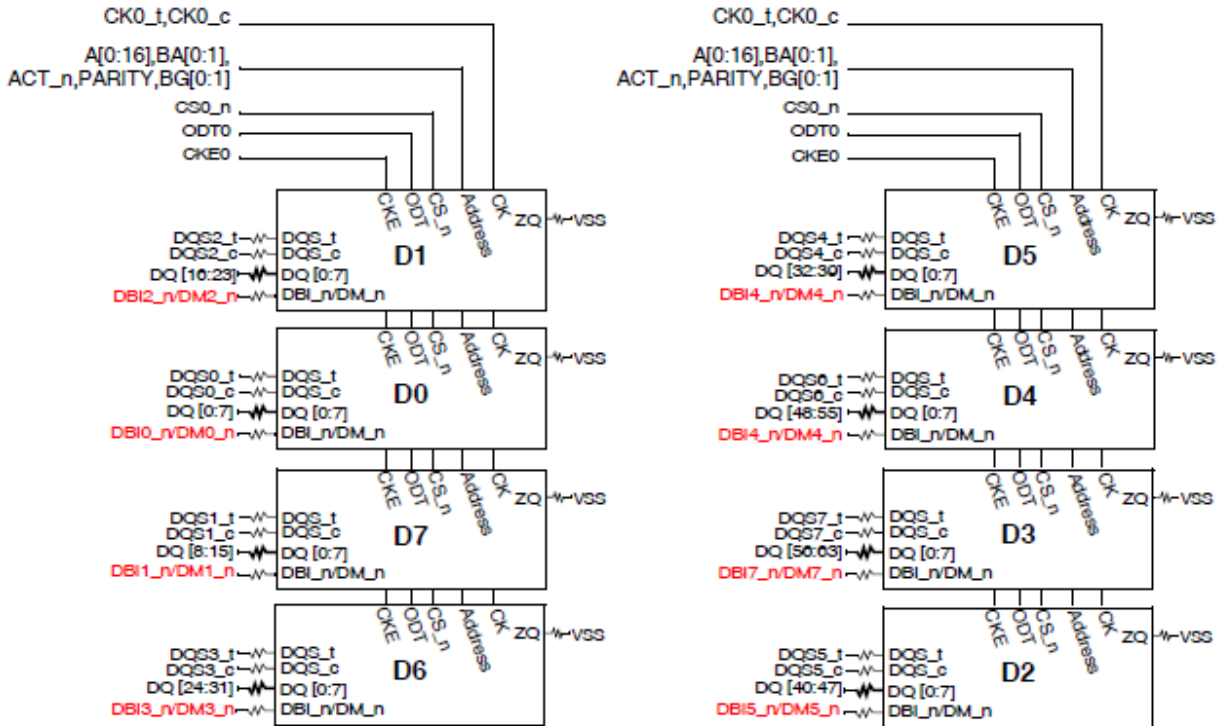 CK0_t,CK0_c
A[0:16],BA[0:1],
ACT_n,PARITY,BG[0:1]
CS0_n
ODT0
CKE0
CKE ODT CS_n Address CK
ZQ VSS
DQS2_t DQS_t
DQS2_c DQS_c
D1
DQ [16:23] DQ [0:7]
DBI2_n/DM2_n DBI_n/DM_n
CKE ODT CS_n Address CK
ZQ VSS
DQS0_t DQS_t
DQS0_c DQS_c
D0
DQ [0:7] DQ [0:7]
DBI0_n/DM0_n DBI_n/DM_n
CKE ODT CS_n Address CK
ZQ VSS
DQS1_t DQS_t
DQS1_c DQS_c
D7
DQ [8:15] DQ [0:7]
DBI1_n/DM1_n DBI_n/DM_n
CKE ODT CS_n Address CK
ZQ VSS
DQS3_t DQS_t
DQS3_c DQS_c
D6
DQ [24:31] DQ [0:7]
DBI3_n/DM3_n DBI_n/DM_n
CK0_t,CK0_c
A[0:16],BA[0:1],
ACT_n,PARITY,BG[0:1]
CS0_n
ODT0
CKE0
CKE ODT CS_n Address CK
ZQ VSS
DQS4_t DQS_t
DQS4_c DQS_c
D5
DQ [32:39] DQ [0:7]
DBI4_n/DM4_n DBI_n/DM_n
CKE ODT CS_n Address CK
ZQ VSS
DQS6_t DQS_t
DQS6_c DQS_c
D4
DQ [48:55] DQ [0:7]
DBI4_n/DM4_n DBI_n/DM_n
CKE ODT CS_n Address CK
ZQ VSS
DQS7_t DQS_t
DQS7_c DQS_c
D3
DQ [56:63] DQ [0:7]
DBI7_n/DM7_n DBI_n/DM_n
CKE ODT CS_n Address CK
ZQ VSS
DQS5_t DQS_t
DQS5_c DQS_c
D2
DQ [40:47] DQ [0:7]
DBI5_n/DM5_n DBI_n/DM_n